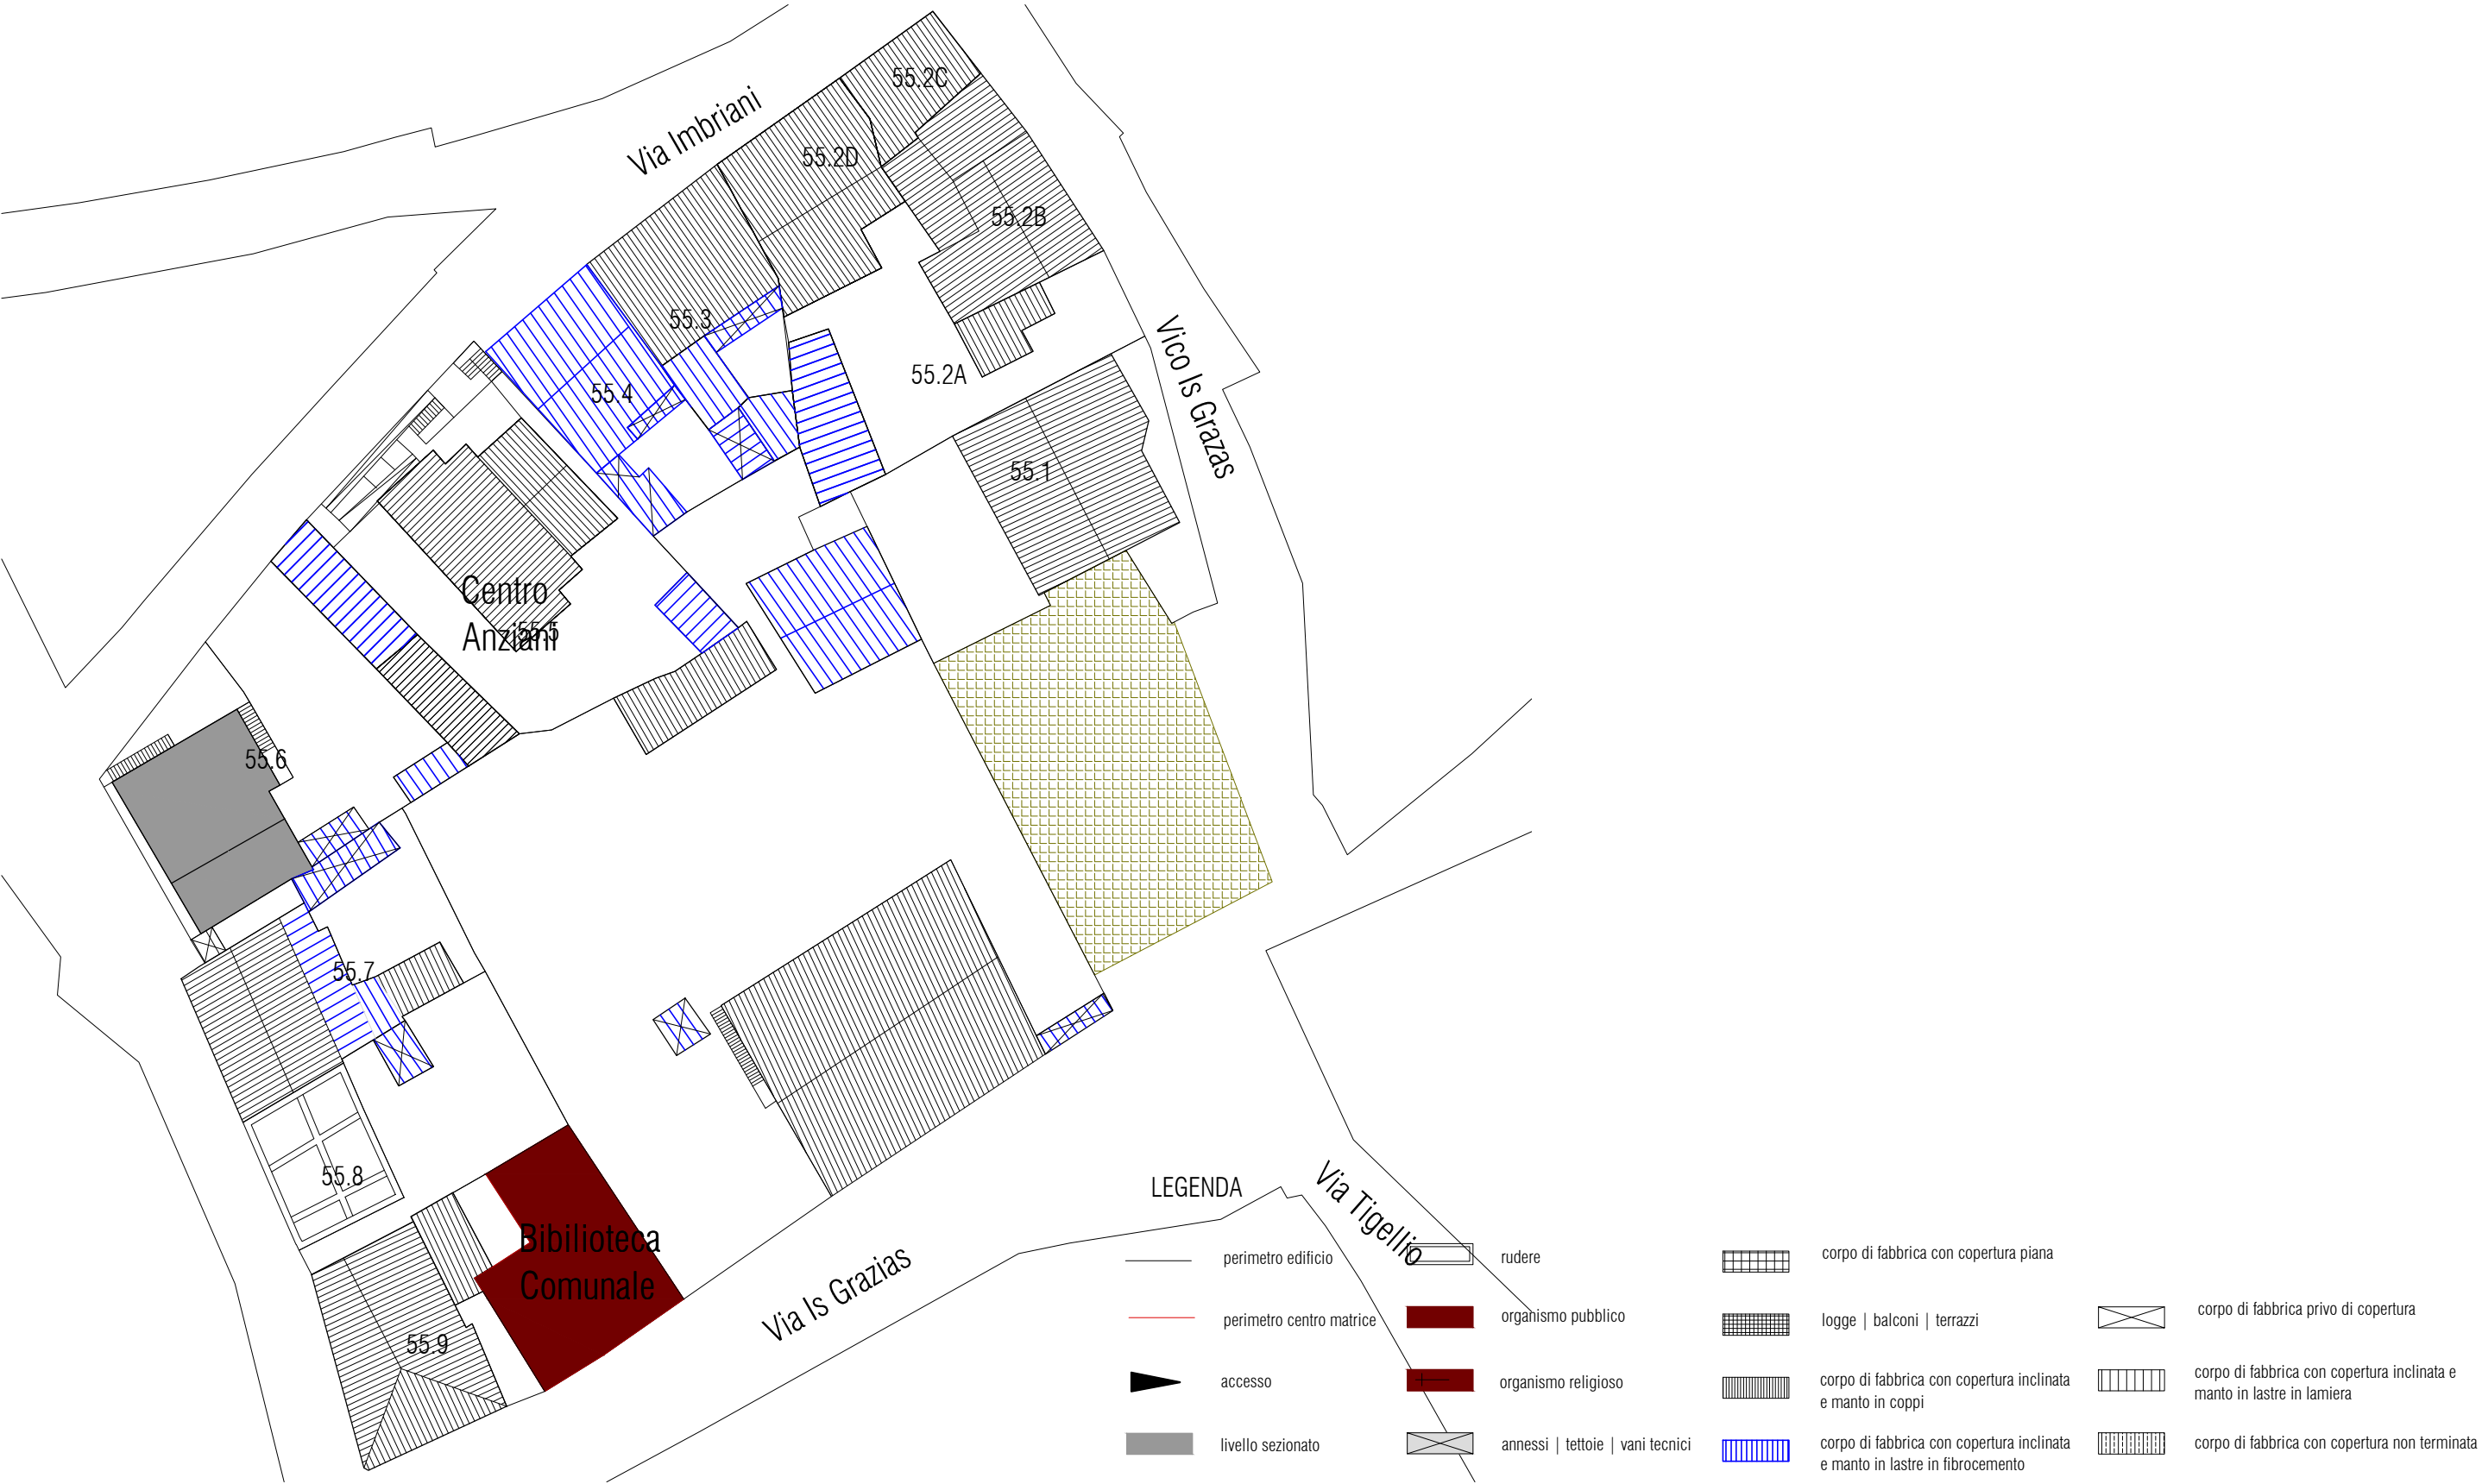 55.2C
Via Imbriani
55.2D
55.2B
55.3
Vico Is Grazas
55.2A
55.4
55.1
Centro
Anziani
55.5
55.6
55.7
55.8
Bibilioteca
Comunale
55.9
Via Is Grazias
Via Tigellio
LEGENDA
perimetro edificio
perimetro centro matrice
accesso
livello sezionato
rudere
organismo pubblico
organismo religioso
annessi | tettoie | vani tecnici
corpo di fabbrica con copertura piana
logge | balconi | terrazzi
corpo di fabbrica con copertura inclinata
e manto in coppi
corpo di fabbrica con copertura inclinata
e manto in lastre in fibrocemento
corpo di fabbrica privo di copertura
corpo di fabbrica con copertura inclinata e
manto in lastre in lamiera
corpo di fabbrica con copertura non terminata